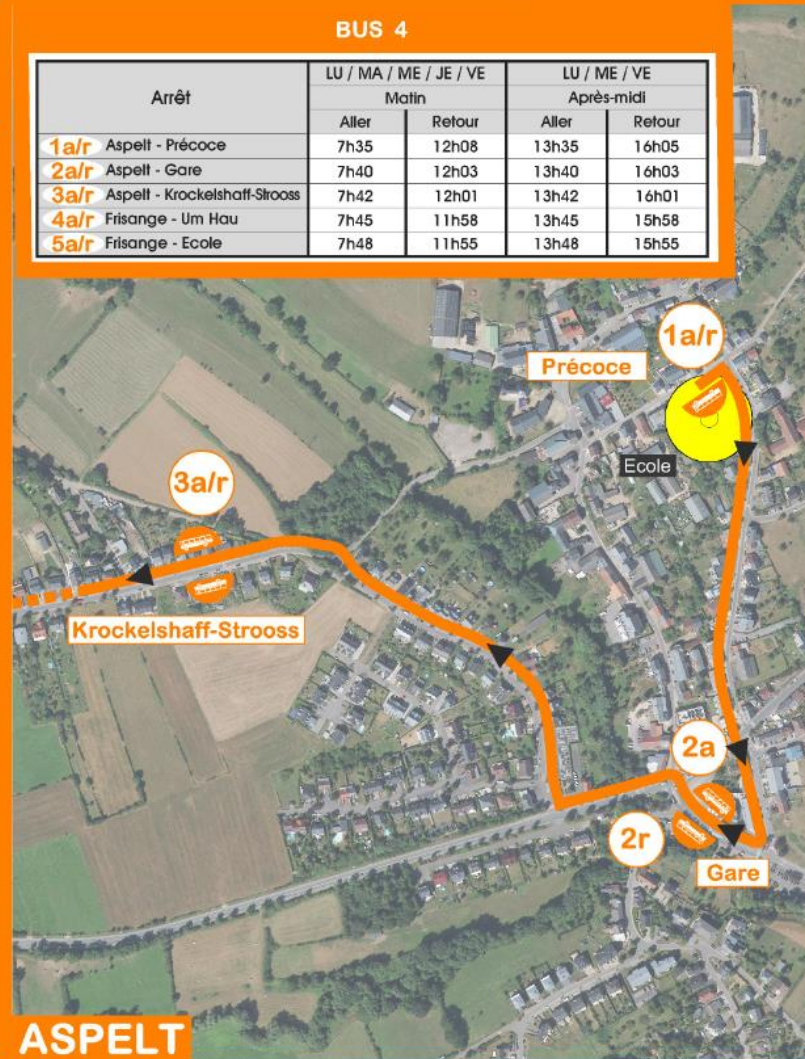 BUS 4
Arrêt LU / MA / ME / JE / VE LU / ME / VE
Matin Après-midi
Aller Retour Aller Retour
1a/r Aspelt - Précoce 7h35 12h08 13h35 16h05
2a/r Aspelt - Gare 7h40 12h03 13h40 16h03
3a/r Aspelt - Krockelshaff-Strooss 7h42 12h01 13h42 16h01
4a/r Frisange - Um Hau 7h45 11h58 13h45 15h58
5a/r Frisange - Ecole 7h48 11h55 13h48 15h55
1a/r
Précoce
Ecole
3a/r
Krockelshaff-Strooss
2a
2r
Gare
ASPELT